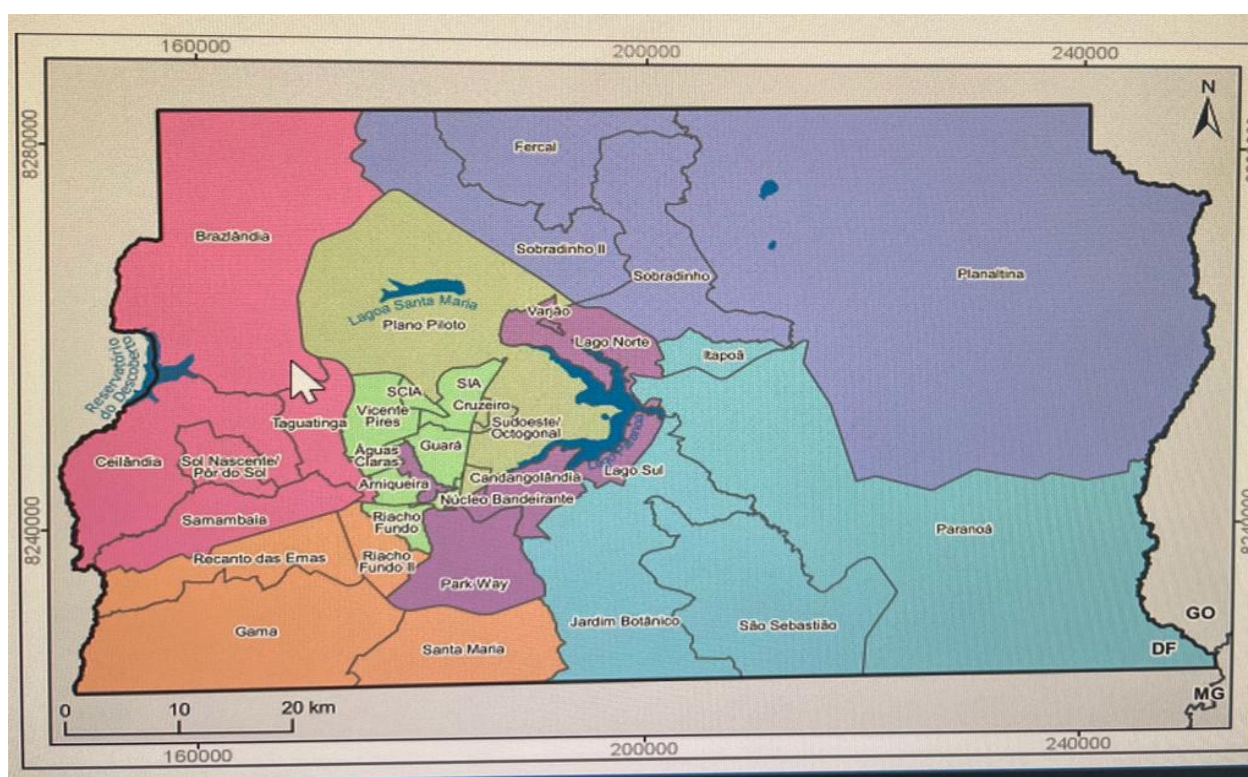 160000
200000
240000
8280000
N
Fercal
Brazlândia
Sobradinho II
Sobradinho
Planaltina
Lagoa Santa Maria
Plano Piloto
Varjão
Lago Norte
Itapoã
Reservatório
do Descoberto
SCIA
SIA
Vicente
Pires
Cruzeiro
Taguatinga
Sudoeste/
Octogonal
Guará
Águas
Claras
Ceilândia
Sol Nascente/
Pôr do Sol
Lago Sul
Candangolândia
Arniqueira
Núcleo Bandeirante
Samambaia
Riacho
Fundo
Paranoá
8240000
Recanto das Emas
Riacho
Fundo II
Park Way
Gama
Jardim Botânico
São Sebastião
GO
Santa Maria
DF
MG
0 10 20 km
160000
200000
240000